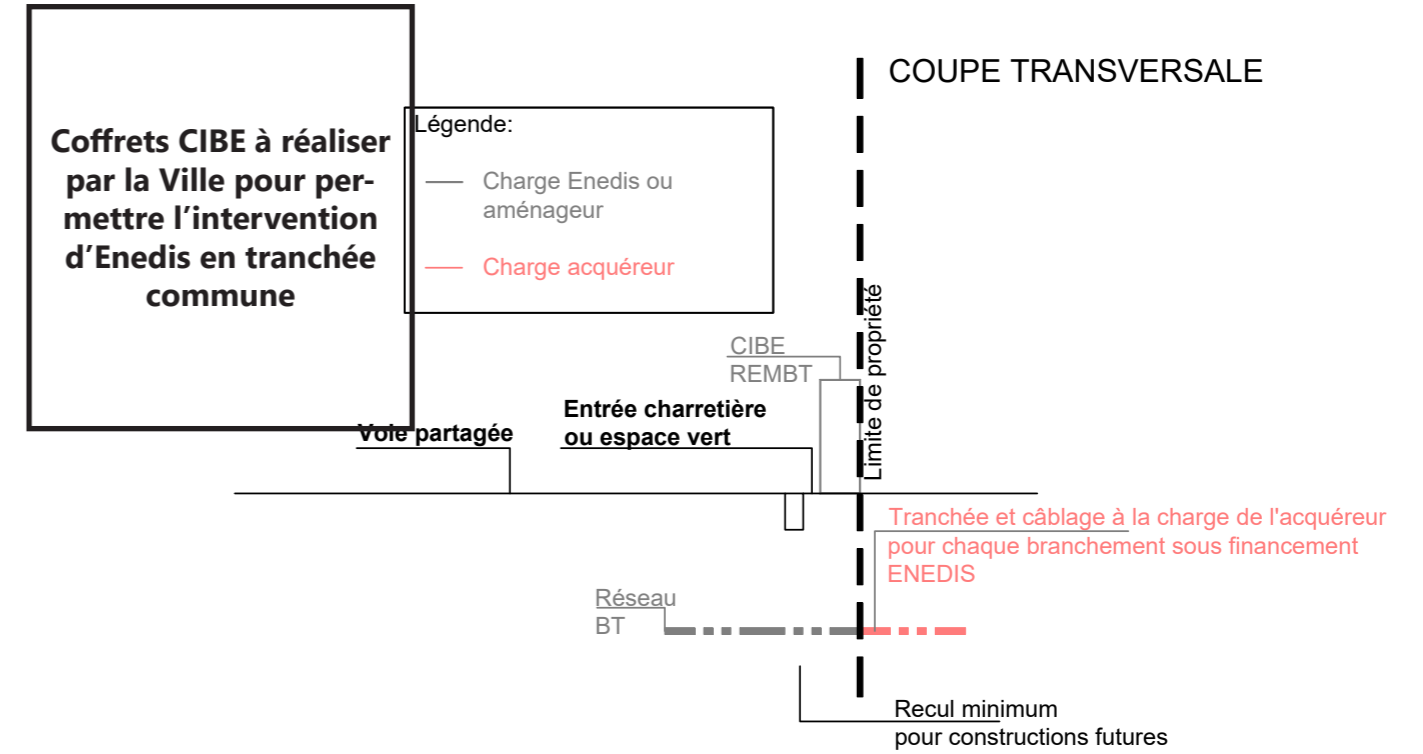 COUPE TRANSVERSALE
Coffrets CIBE à réaliser
par la Ville pour per-
mettre l’intervention
d’Enedis en tranchée
commune
Légende:
Charge Enedis ou
aménageur
Charge acquéreur
CIBE
REMBT
Limite de propriété
Entrée charretière
ou espace vert
Voie partagée
Tranchée et câblage à la charge de l'acquéreur
pour chaque branchement sous financement
ENEDIS
Réseau
BT
Recul minimum
pour constructions futures